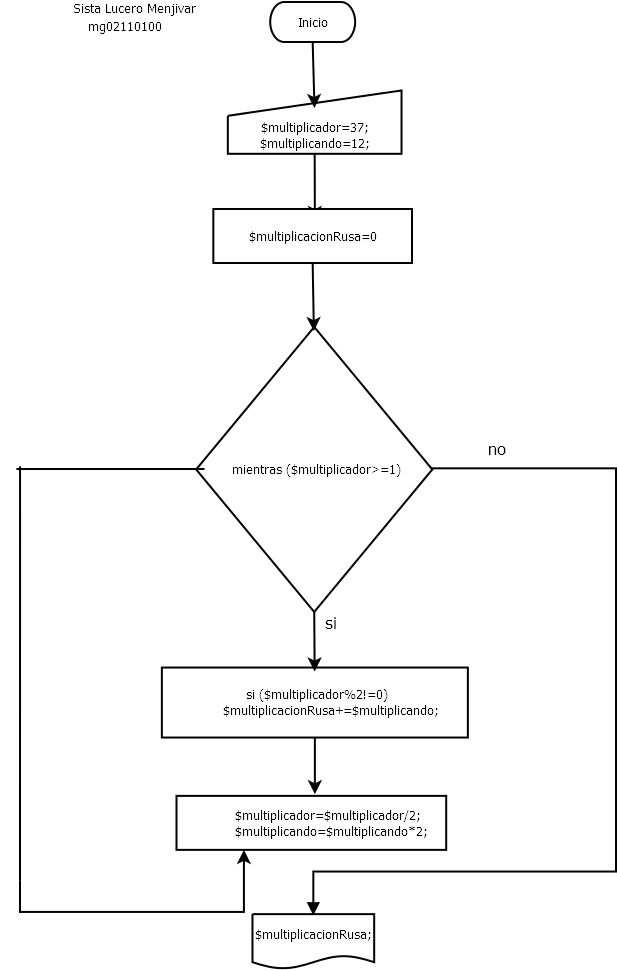 Sista Lucero Menjivar
mg02110100
Inicio
$multiplicador=37;
$multiplicando=12;
$multiplicacionRusa=0
mientras ($multiplicador>=1)
no
si
si ($multiplicador%2!=0)
$multiplicacionRusa+=$multiplicando;
$multiplicador=$multiplicador/2;
$multiplicando=$multiplicando*2;
$multiplicacionRusa;